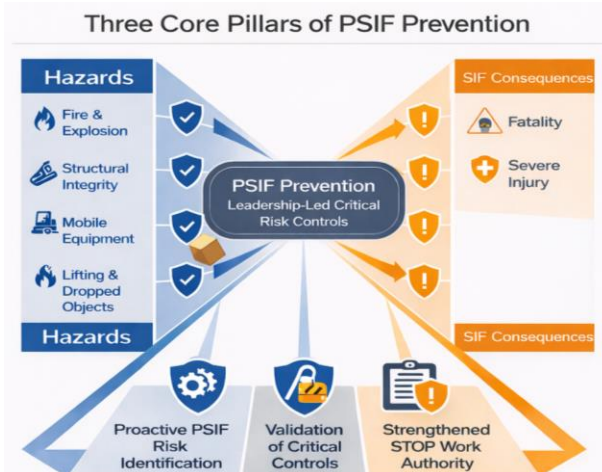 Three Core Pillars of PSIF Prevention
Hazards
Fire &
Explosion
Structural
Integrity
Mobile
Equipment
Lifting &
Dropped
Objects
Hazards
PSIF Prevention
Leadership-Led Critical
Risk Controls
SIF Consequences
Fatality
Severe
Injury
SIF Consequences
Proactive PSIF
Risk
Identification
Validation
of Critical
Controls
Strengthened
STOP Work
Authority